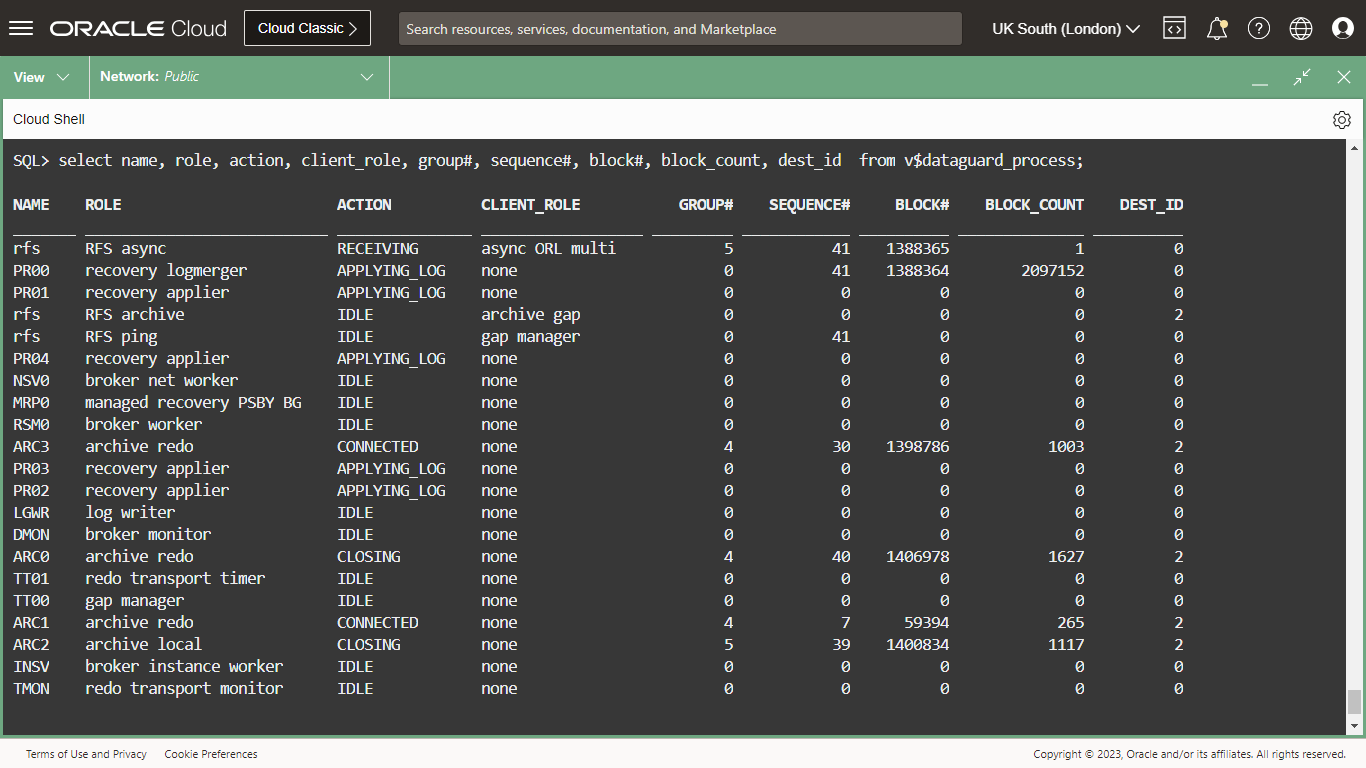 ORACLE Cloud Cloud Classic Search resources, services, documentation, and Marketplace UK South (London)
View Network: Public
Cloud Shell
SQL> select name, role, action, client_role, group#, sequence#, block#, block_count, dest_id  from v$dataguard_process;
NAME ROLE ACTION CLIENT_ROLE GROUP# SEQUENCE# BLOCK# BLOCK_COUNT DEST_ID
rfs RFS async RECEIVING async ORL multi 5 41 1388365 1 0
PR00 recovery logmerger APPLYING_LOG none 0 41 1388364 2097152 0
PR01 recovery applier APPLYING_LOG none 0 0 0 0 0
rfs RFS archive IDLE archive gap 0 0 0 0 2
rfs RFS ping IDLE gap manager 0 41 0 0 0
PR04 recovery applier APPLYING_LOG none 0 0 0 0 0
NSV0 broker net worker IDLE none 0 0 0 0 0
MRP0 managed recovery PSBY BG IDLE none 0 0 0 0 0
RSM0 broker worker IDLE none 0 0 0 0 0
ARC3 archive redo CONNECTED none 4 30 1398786 1003 2
PR03 recovery applier APPLYING_LOG none 0 0 0 0 0
PR02 recovery applier APPLYING_LOG none 0 0 0 0 0
LGWR log writer IDLE none 0 0 0 0 0
DMON broker monitor IDLE none 0 0 0 0 0
ARC0 archive redo CLOSING none 4 40 1406978 1627 2
TT01 redo transport timer IDLE none 0 0 0 0 0
TT00 gap manager IDLE none 0 0 0 0 0
ARC1 archive redo CONNECTED none 4 7 59394 265 2
ARC2 archive local CLOSING none 5 39 1400834 1117 2
INSV broker instance worker IDLE none 0 0 0 0 0
TMON redo transport monitor IDLE none 0 0 0 0 0
Terms of Use and Privacy Cookie Preferences Copyright © 2023, Oracle and/or its affiliates. All rights reserved.